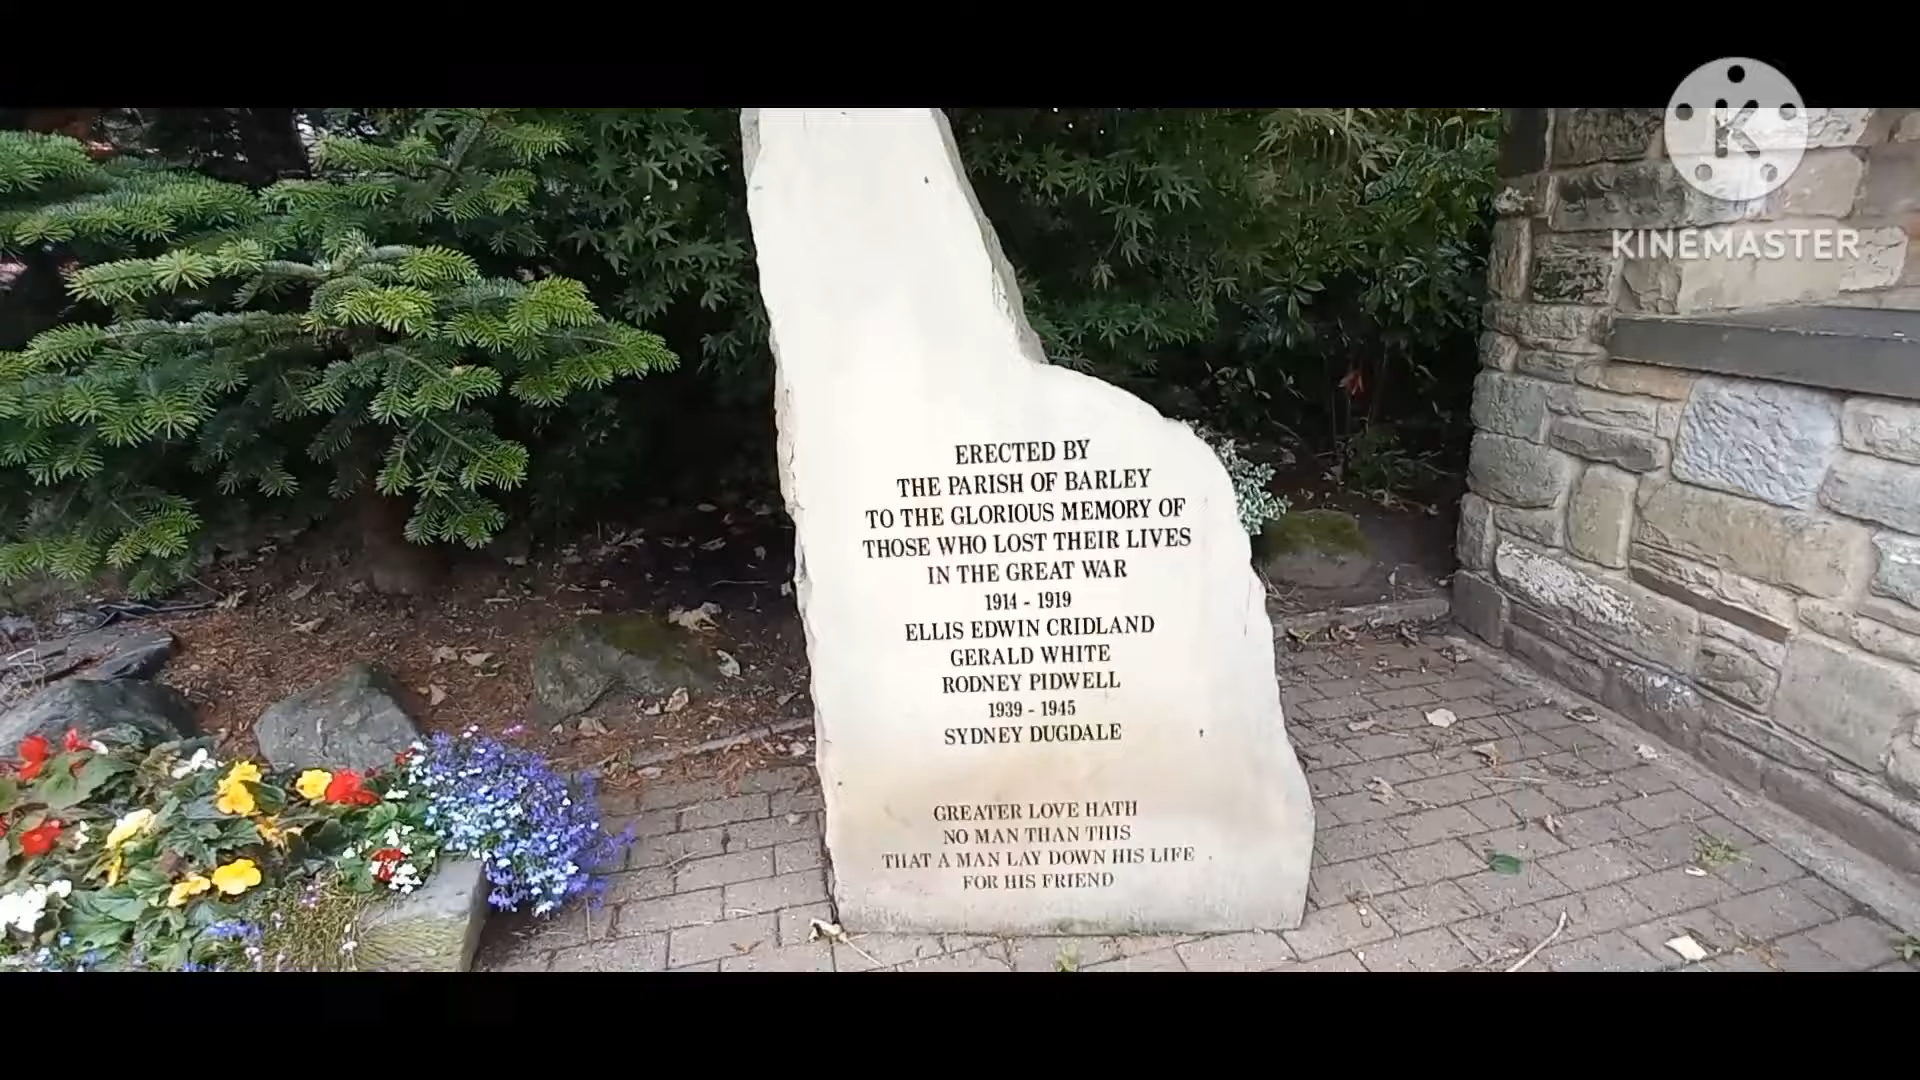 K
KINEMASTER
ERECTED BY
THE PARISH OF BARLEY
TO THE GLORIOUS MEMORY OF
THOSE WHO LOST THEIR LIVES
IN THE GREAT WAR
1914 - 1919
ELLIS EDWIN CRIDLAND
GERALD WHITE
RODNEY PIDWELL
1939 - 1945
SYDNEY DUGDALE
GREATER LOVE HATH
NO MAN THAN THIS
THAT A MAN LAY DOWN HIS LIFE
FOR HIS FRIEND